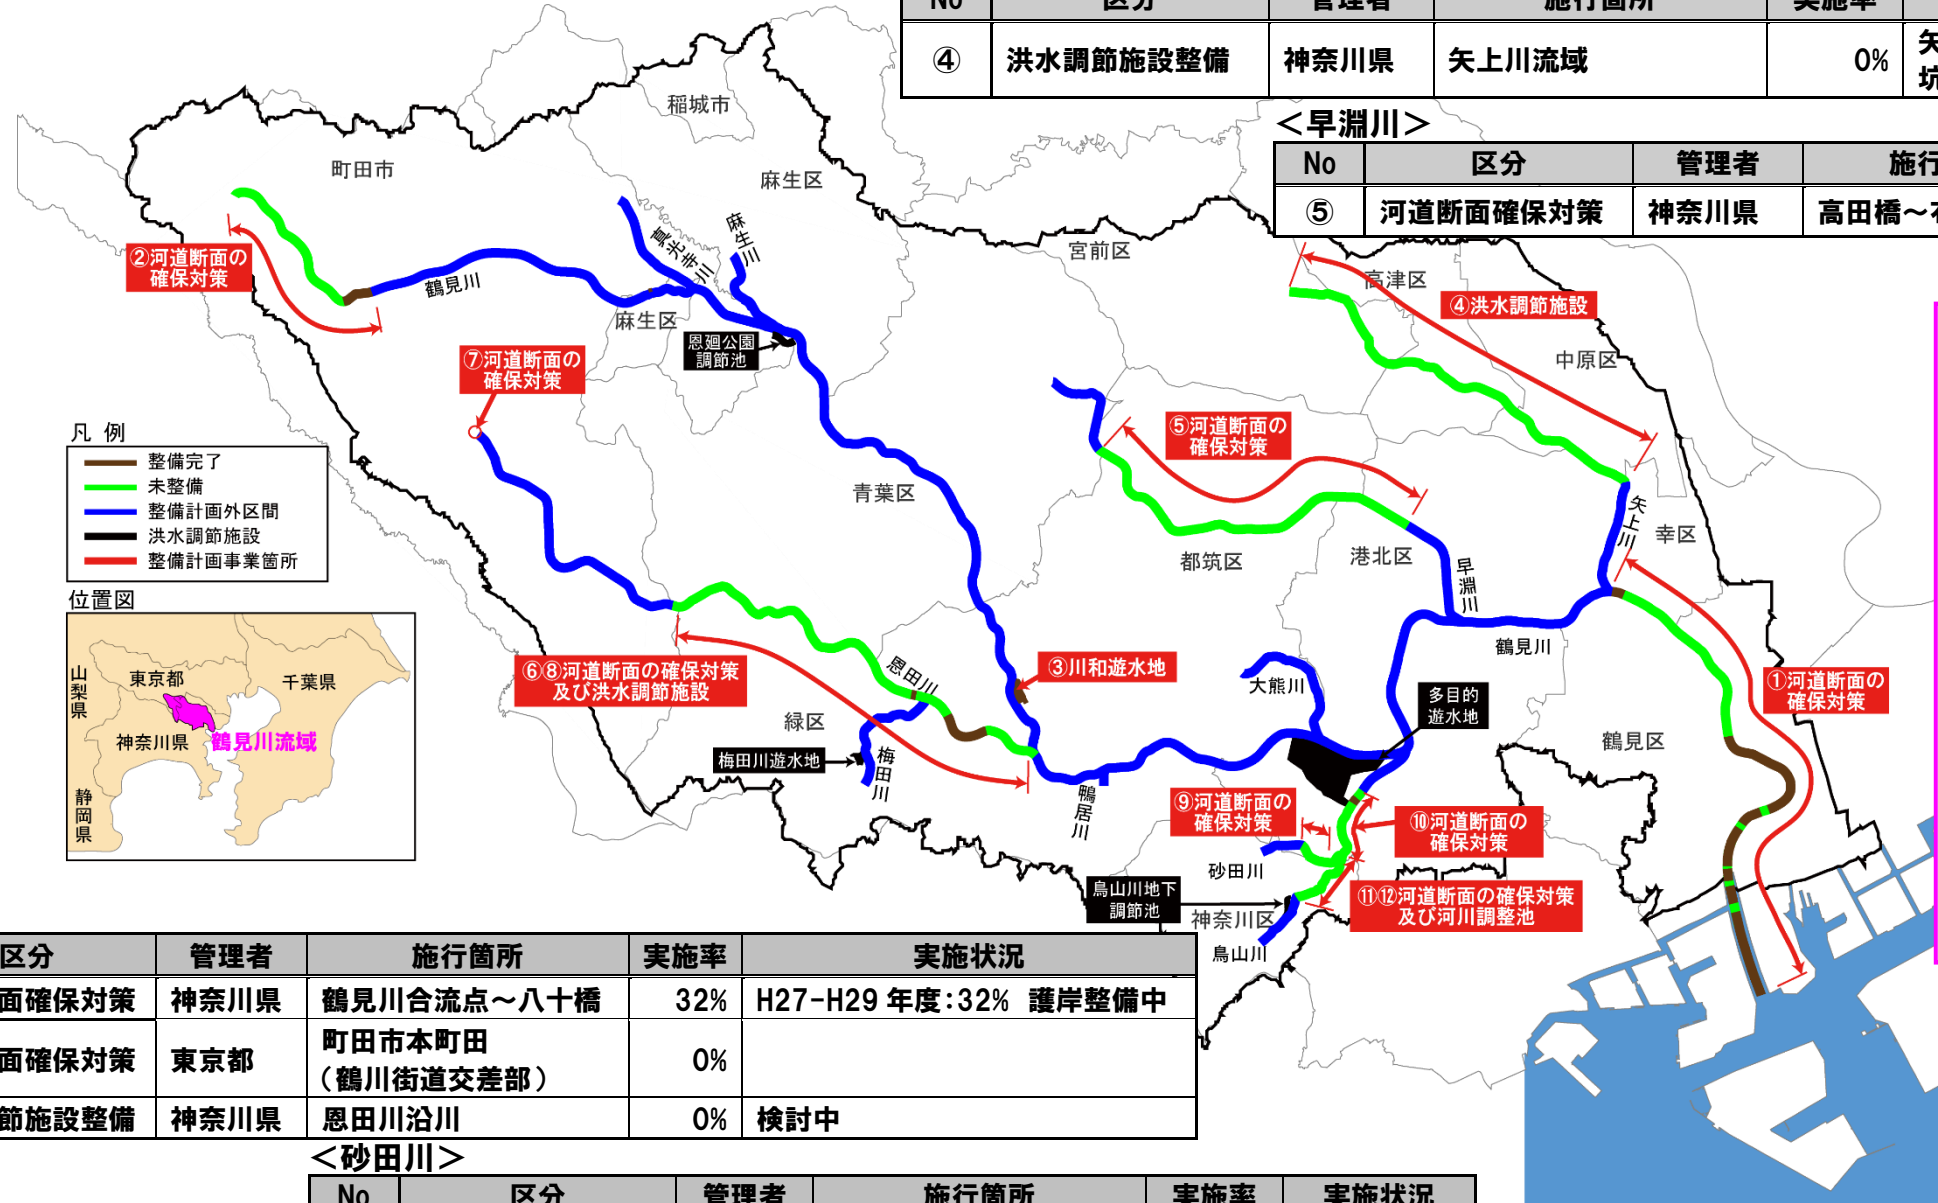 No 区分 管理者 施行箇所 実施率
④ 洪水調節施設整備 神奈川県 矢上川流域 0% 矢
坑
＜早淵川＞
No 区分 管理者 施行
⑤ 河道断面確保対策 神奈川県 高田橋～
稲城市
町田市
麻生区
麻生川
真光寺川
宮前区
高津区
②河道断面の
確保対策
鶴見川
④洪水調節施設
麻生区
恩廻公園
調節池
中原区
⑦河道断面の
確保対策
⑤河道断面の
確保対策
凡 例
整備完了
未整備
整備計画外区間
洪水調節施設
整備計画事業箇所
青葉区
矢上川
幸区
都筑区
港北区
早淵川
位置図
山梨県
東京都
千葉県
神奈川県
鶴見川流域
静岡県
鶴見川
⑥⑧河道断面の確保対策
及び洪水調節施設
恩田川
③川和遊水地
大熊川
多目的
遊水地
①河道断面の
確保対策
緑区
鶴見区
梅田川遊水地
梅田川
鴨居川
⑨河道断面の
確保対策
⑩河道断面の
確保対策
砂田川
鳥山川地下
調節池
神奈川区
⑪⑫河道断面の確保対策
及び河川調整池
鳥山川
区分 管理者 施行箇所 実施率 実施状況
面確保対策 神奈川県 鶴見川合流点～八十橋 32% H27-H29年度：32% 護岸整備中
面確保対策 東京都 町田市本町田
（鶴川街道交差部） 0%
節施設整備 神奈川県 恩田川沿川 0% 検討中
＜砂田川＞
No 区分 管理者 施行箇所 実施率 実施状況